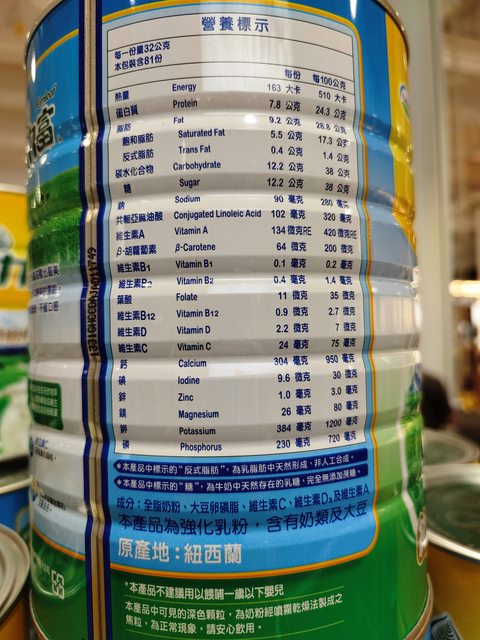 營養標示
每一份量32公克
本包裝含81份
每份 每100公克
熱量 Energy 163 大卡 510 大卡
蛋白質 Protein 7.8 公克 24.3 公克
脂肪 Fat 9.2 公克 28.8 公克
飽和脂肪 Saturated Fat 5.5 公克 17.3 公克
反式脂肪 Trans Fat 0.4 公克 1.4 公克
碳水化合物 Carbohydrate 12.2 公克 38 公克
糖 Sugar 12.2 公克 38 公克
鈉 Sodium 90 毫克 280 毫克
共軛亞麻油酸 Conjugated Linoleic Acid 102 毫克 320 毫克
維生素A Vitamin A 134 微克RE 420 微克RE
β-胡蘿蔔素 β-Carotene 64 微克 200 微克
維生素B1 Vitamin B1 0.1 毫克 0.2 毫克
維生素B2 Vitamin B2 0.4 毫克 1.4 毫克
葉酸 Folate 11 微克 35 微克
維生素B12 Vitamin B12 0.9 微克 2.7 微克
維生素D Vitamin D 2.2 微克 7 微克
維生素C Vitamin C 24 毫克 75 毫克
鈣 Calcium 304 毫克 950 毫克
碘 Iodine 9.6 微克 30 微克
鋅 Zinc 1.0 毫克 3.0 毫克
鎂 Magnesium 26 毫克 80 毫克
鉀 Potassium 384 毫克 1200 毫克
磷 Phosphorus 230 毫克 720 毫克
*本產品中標示的“反式脂肪”，為乳脂肪中天然形成，非人工合成。
*本產品中標示的“糖”，為牛奶中天然存在的乳糖，完全無添加蔗糖。
成分：全脂奶粉、大豆卵磷脂、維生素C、維生素D3及維生素A
本產品為強化乳粉，含有奶類及大豆
原產地：紐西蘭
*本產品不建議用以餵哺一歲以下嬰兒
本產品中可見的深色顆粒，為奶粉經噴霧乾燥法製成之
焦粒，為正常現象，請安心飲用。